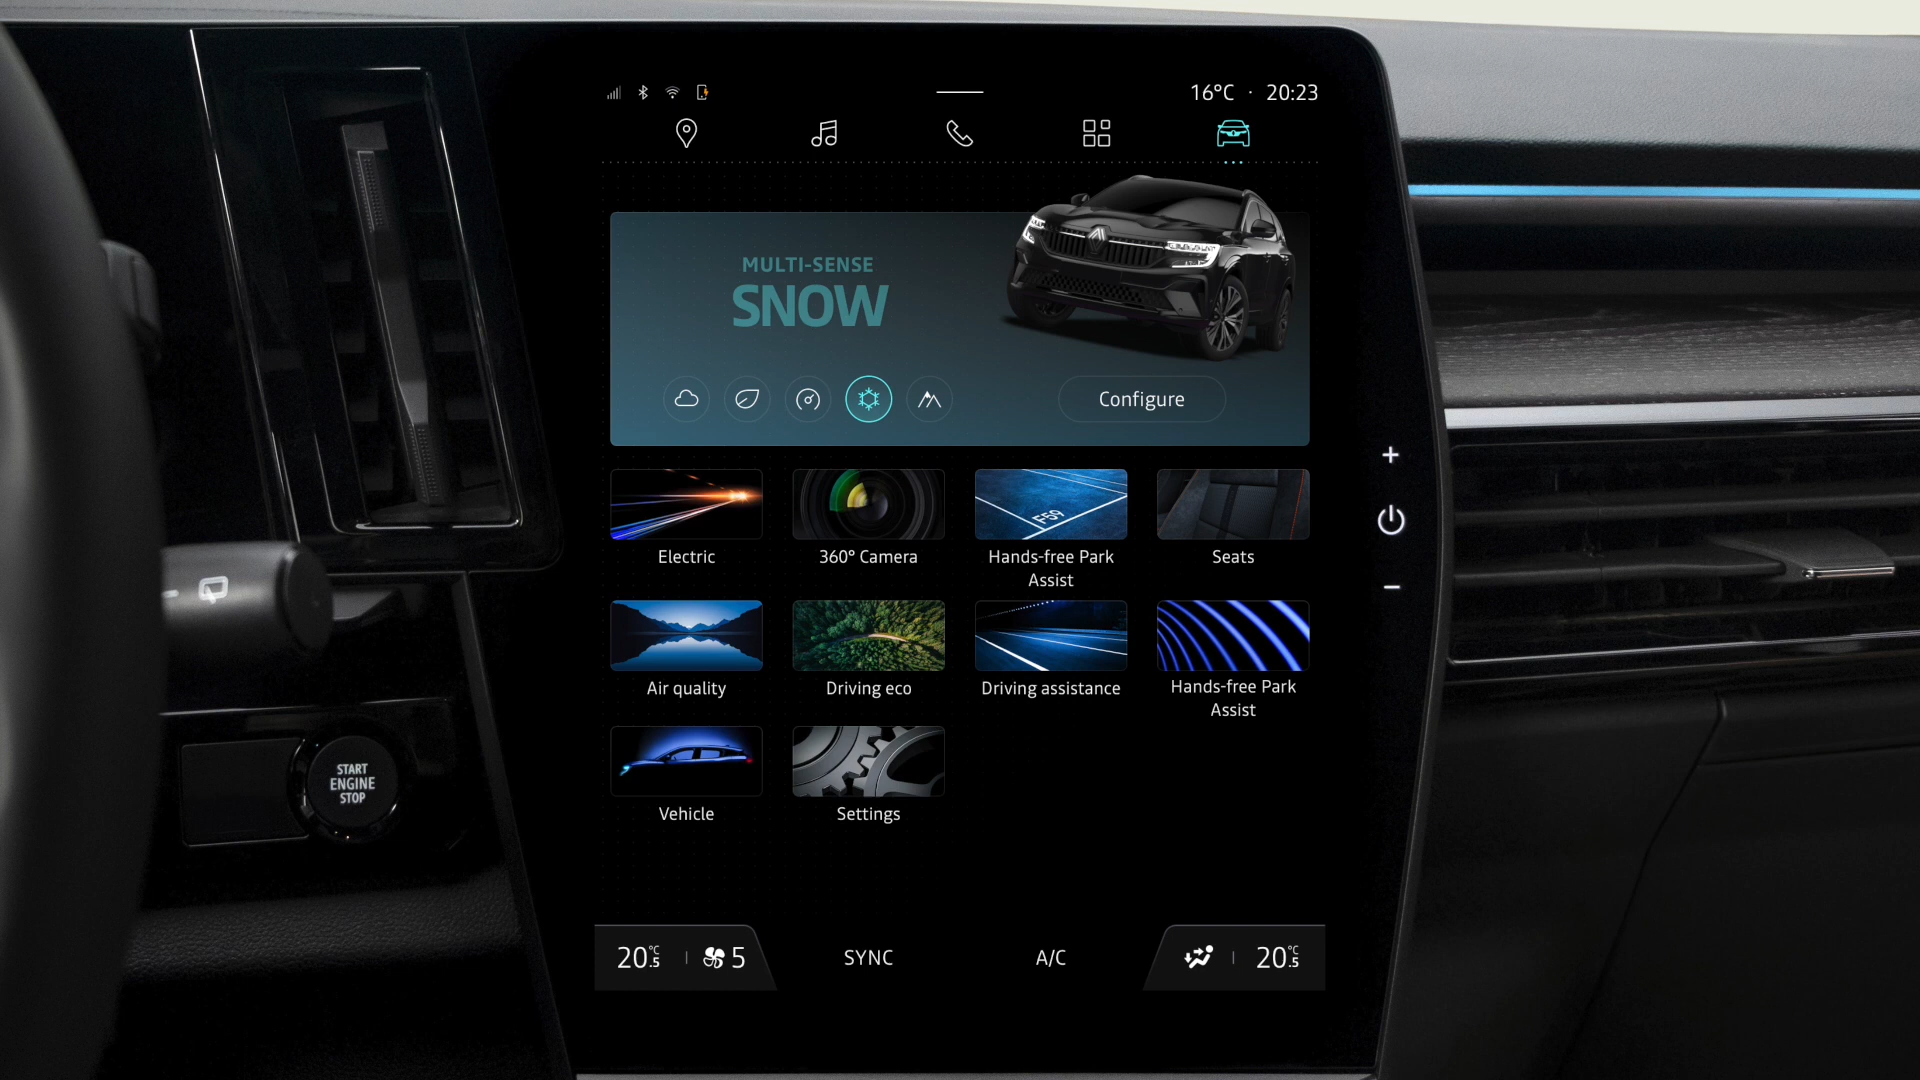 16°C · 20:23
MULTI-SENSE
SNOW
Configure
+
F59
Electric
360° Camera
Hands-free Park
Assist
Seats
−
Air quality
Driving eco
Driving assistance
Hands-free Park
Assist
START
ENGINE
STOP
Vehicle
Settings
20.5°C
5
SYNC
A/C
20.5°C